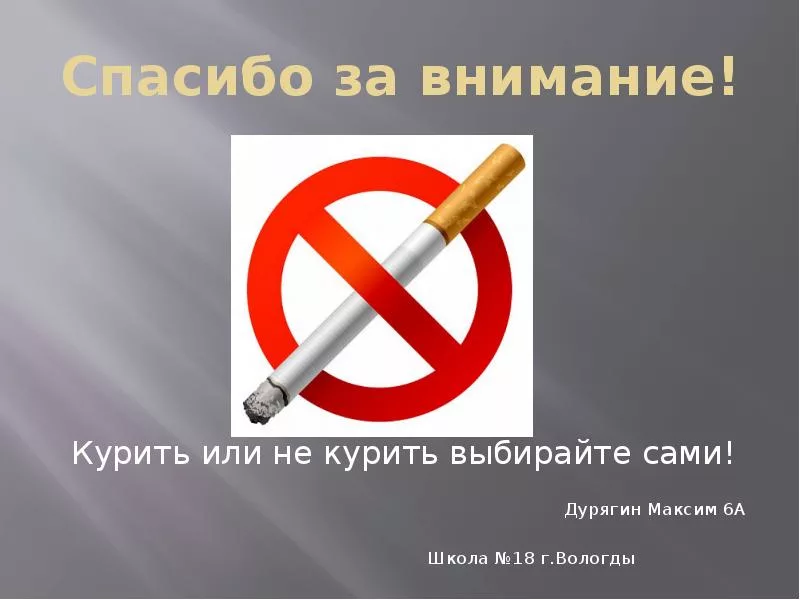 Спасибо за внимание!
Курить или не курить выбирайте сами!
Дурягин Максим 6А
Школа №18 г.Вологды